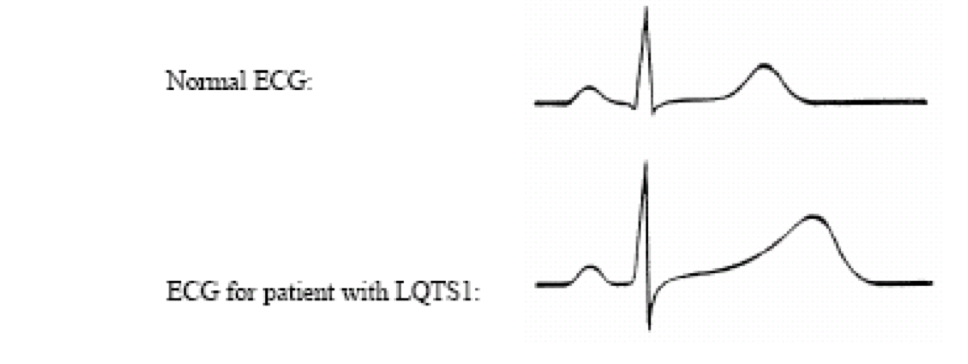 Normal ECG:
ECG for patient with LQTS1: